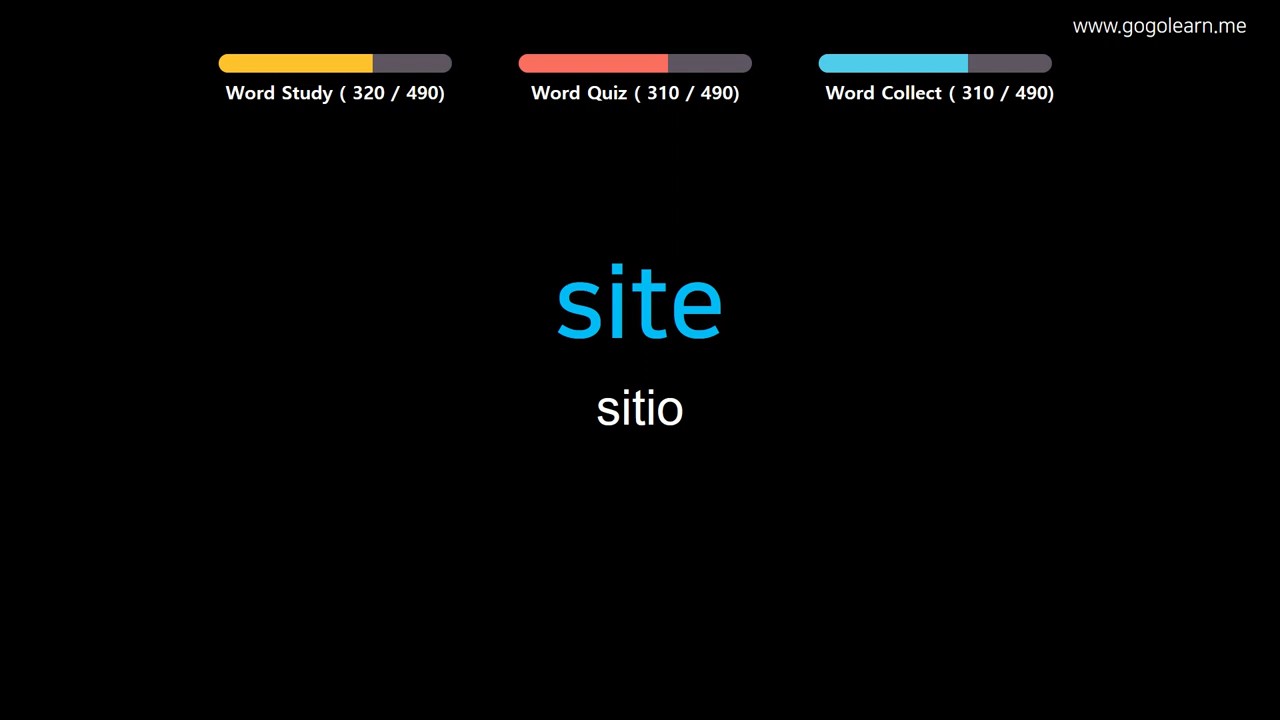 www.gogolearn.me
Word Study ( 320 / 490)
Word Quiz ( 310 / 490)
Word Collect ( 310 / 490)
site
sitio